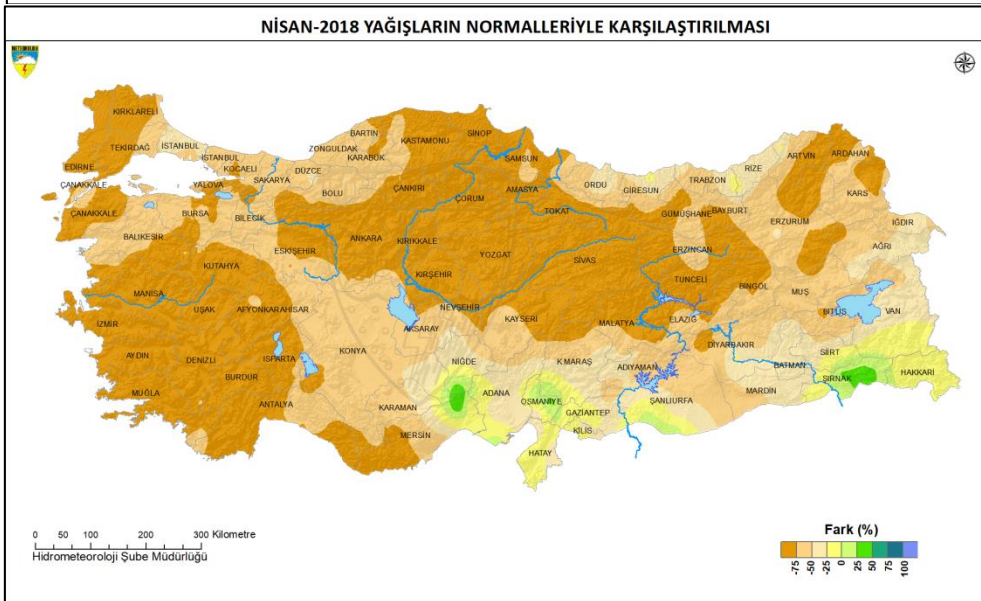 NİSAN-2018 YAĞIŞLARIN NORMALLERİYLE KARŞILAŞTIRILMASI
METEOROLOJİ
KIRKLARELİ
TEKİRDAĞ
İSTANBUL
EDİRNE
İSTANBUL
KOCAELİ
ÇANAKKALE
YALOVA
SAKARYA
DÜZCE
ZONGULDAK
BARTIN
KARABÜK
KASTAMONU
SİNOP
SAMSUN
ORDU
GİRESUN
TRABZON
RİZE
ARTVİN
ARDAHAN
KARS
ÇANAKKALE
BURSA
BİLECİK
BOLU
ÇANKIRI
ÇORUM
AMASYA
TOKAT
GÜMÜŞHANE
BAYBURT
ERZURUM
IĞDIR
BALIKESİR
ESKİŞEHİR
ANKARA
KIRIKKALE
YOZGAT
SİVAS
ERZİNCAN
AĞRI
KUTAHYA
KIRŞEHİR
TUNCELİ
BİNGÖL
MUŞ
MANİSA
UŞAK
AFYONKARAHİSAR
NEVŞEHİR
KAYSERİ
MALATYA
ELAZIĞ
BİTLİS
VAN
İZMİR
AKSARAY
DİYARBAKIR
AYDIN
DENİZLİ
ISPARTA
KONYA
NİĞDE
K.MARAŞ
ADIYAMAN
BATMAN
SİİRT
HAKKARİ
BURDUR
ŞIRNAK
MUĞLA
ANTALYA
KARAMAN
ADANA
OSMANİYE
GAZİANTEP
ŞANLIURFA
MARDİN
MERSİN
KİLİS
HATAY
0 50 100 200 300 Kilometre
Hidrometeoroloji Şube Müdürlüğü
Fark (%)
-75 -50 -25 0 25 50 75 100